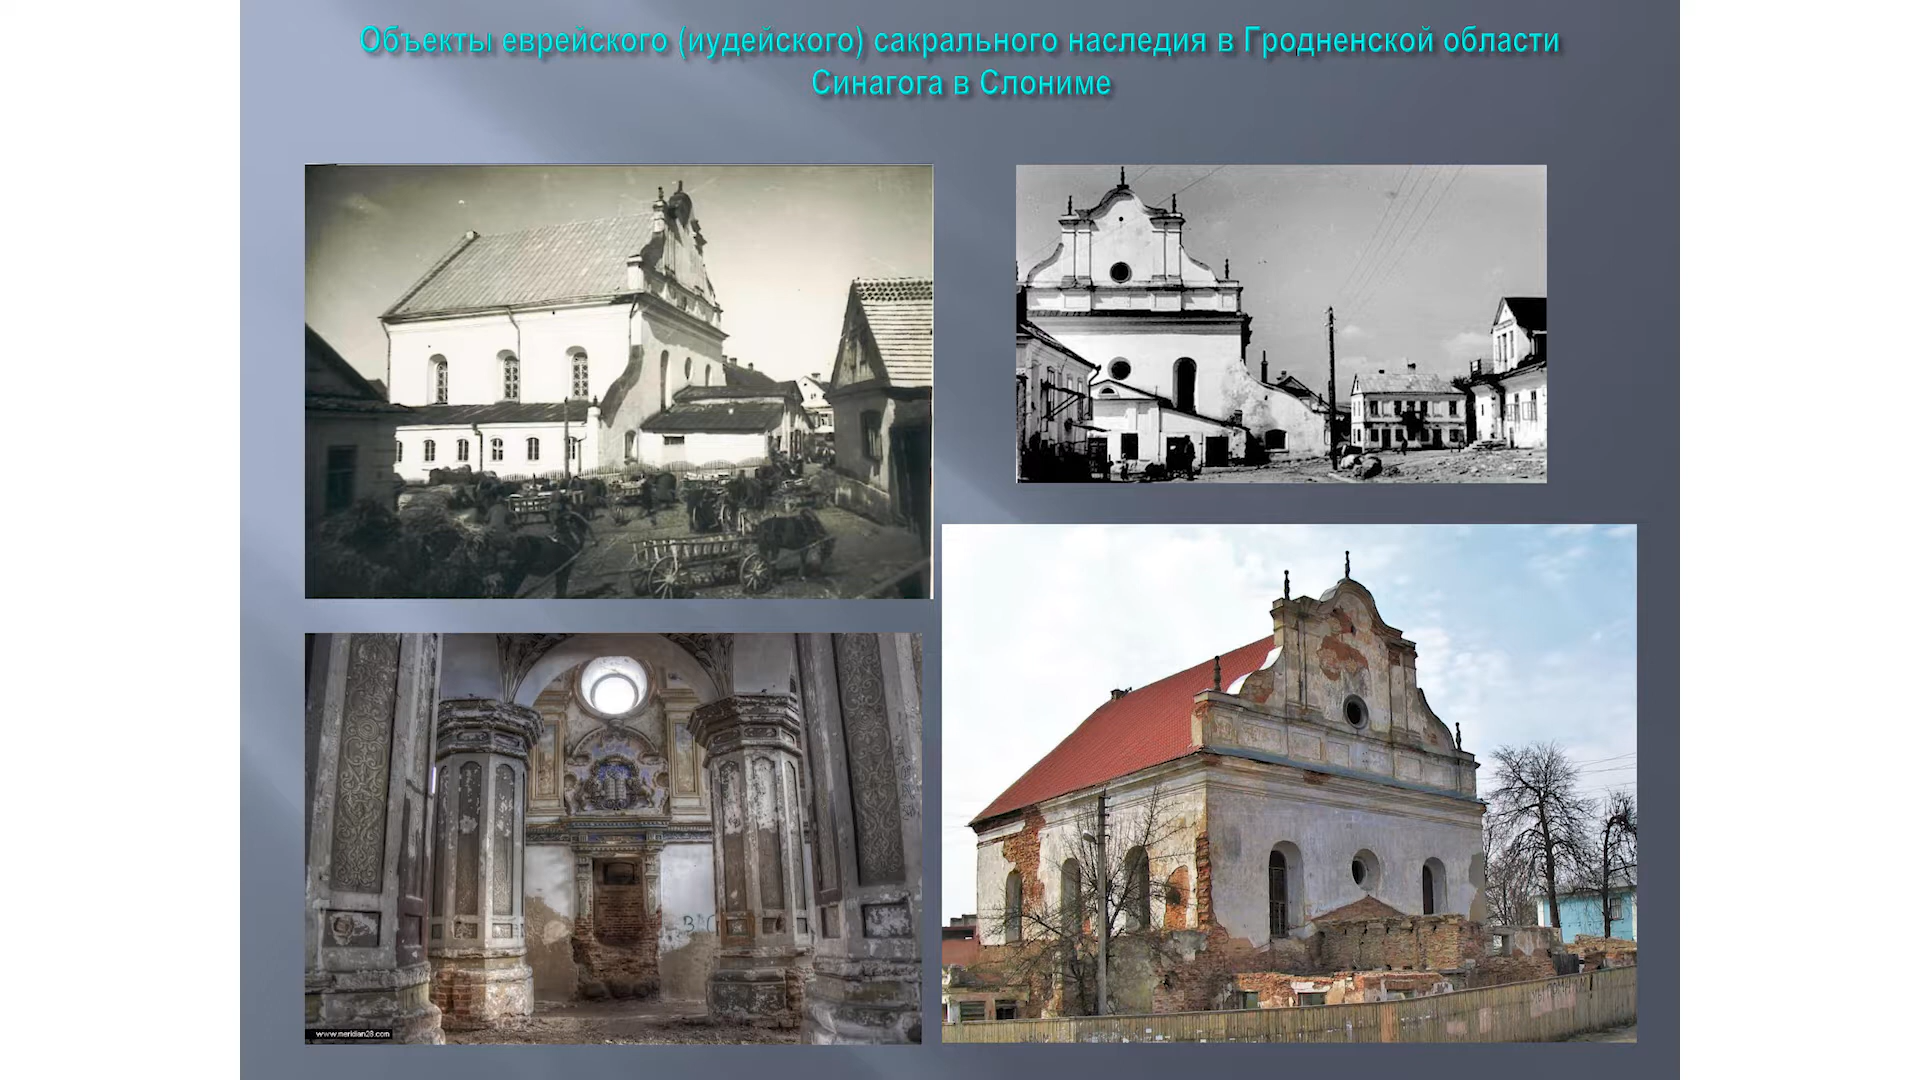 Объекты еврейского (иудейского) сакрального наследия в Гродненской области
Синагога в Слониме
www.meridian28.com